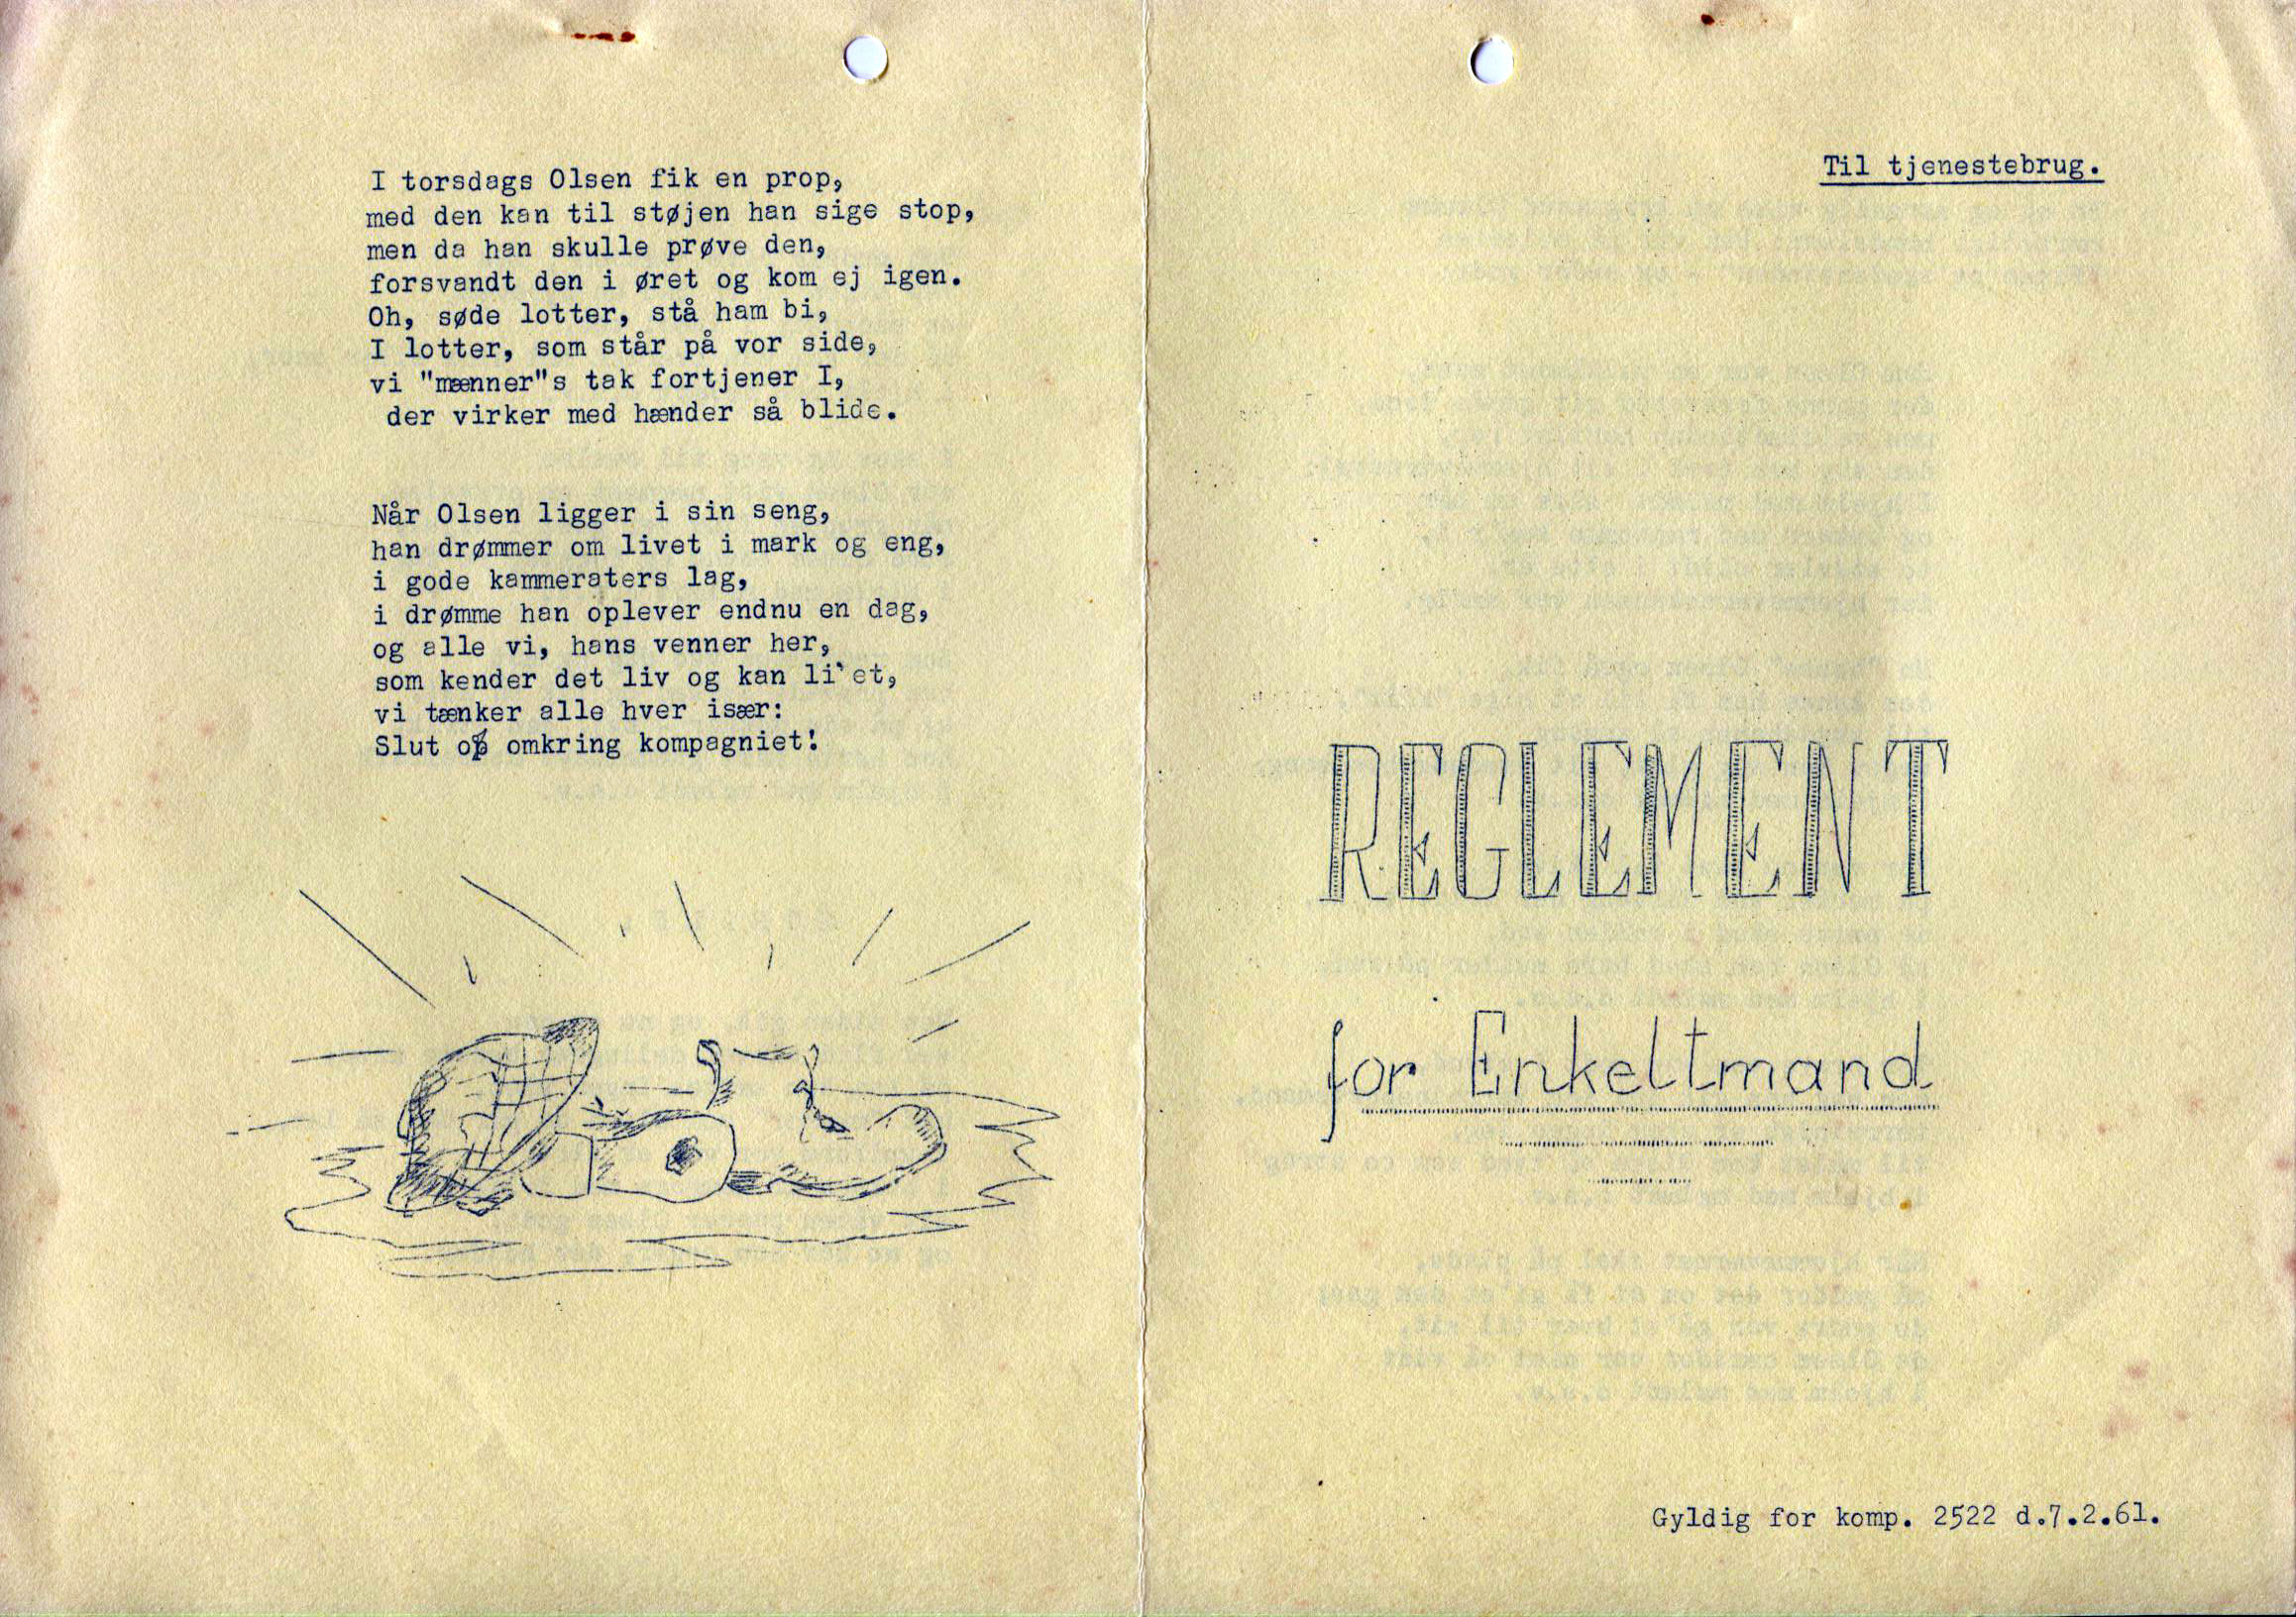 I torsdags Olsen fik en prop,
med den kan til støjen han sige stop,
men da han skulle prøve den,
forsvandt den i øret og kom ej igen.
Oh, søde lotter, stå ham bi,
I lotter, som står på vor side,
vi "mænner"s tak fortjener I,
der virker med hænder så blide.
Når Olsen ligger i sin seng,
han drømmer om livet i mark og eng,
i gode kammeraters lag,
i drømme han oplever endnu en dag,
og alle vi, hans venner her,
som kender det liv og kan li'et,
vi tænker alle hver især:
Slut op omkring kompagniet!
Til tjenestebrug.
REGLEMENT
for Enkeltmand
Gyldig for komp. 2522 d.7.2.61.